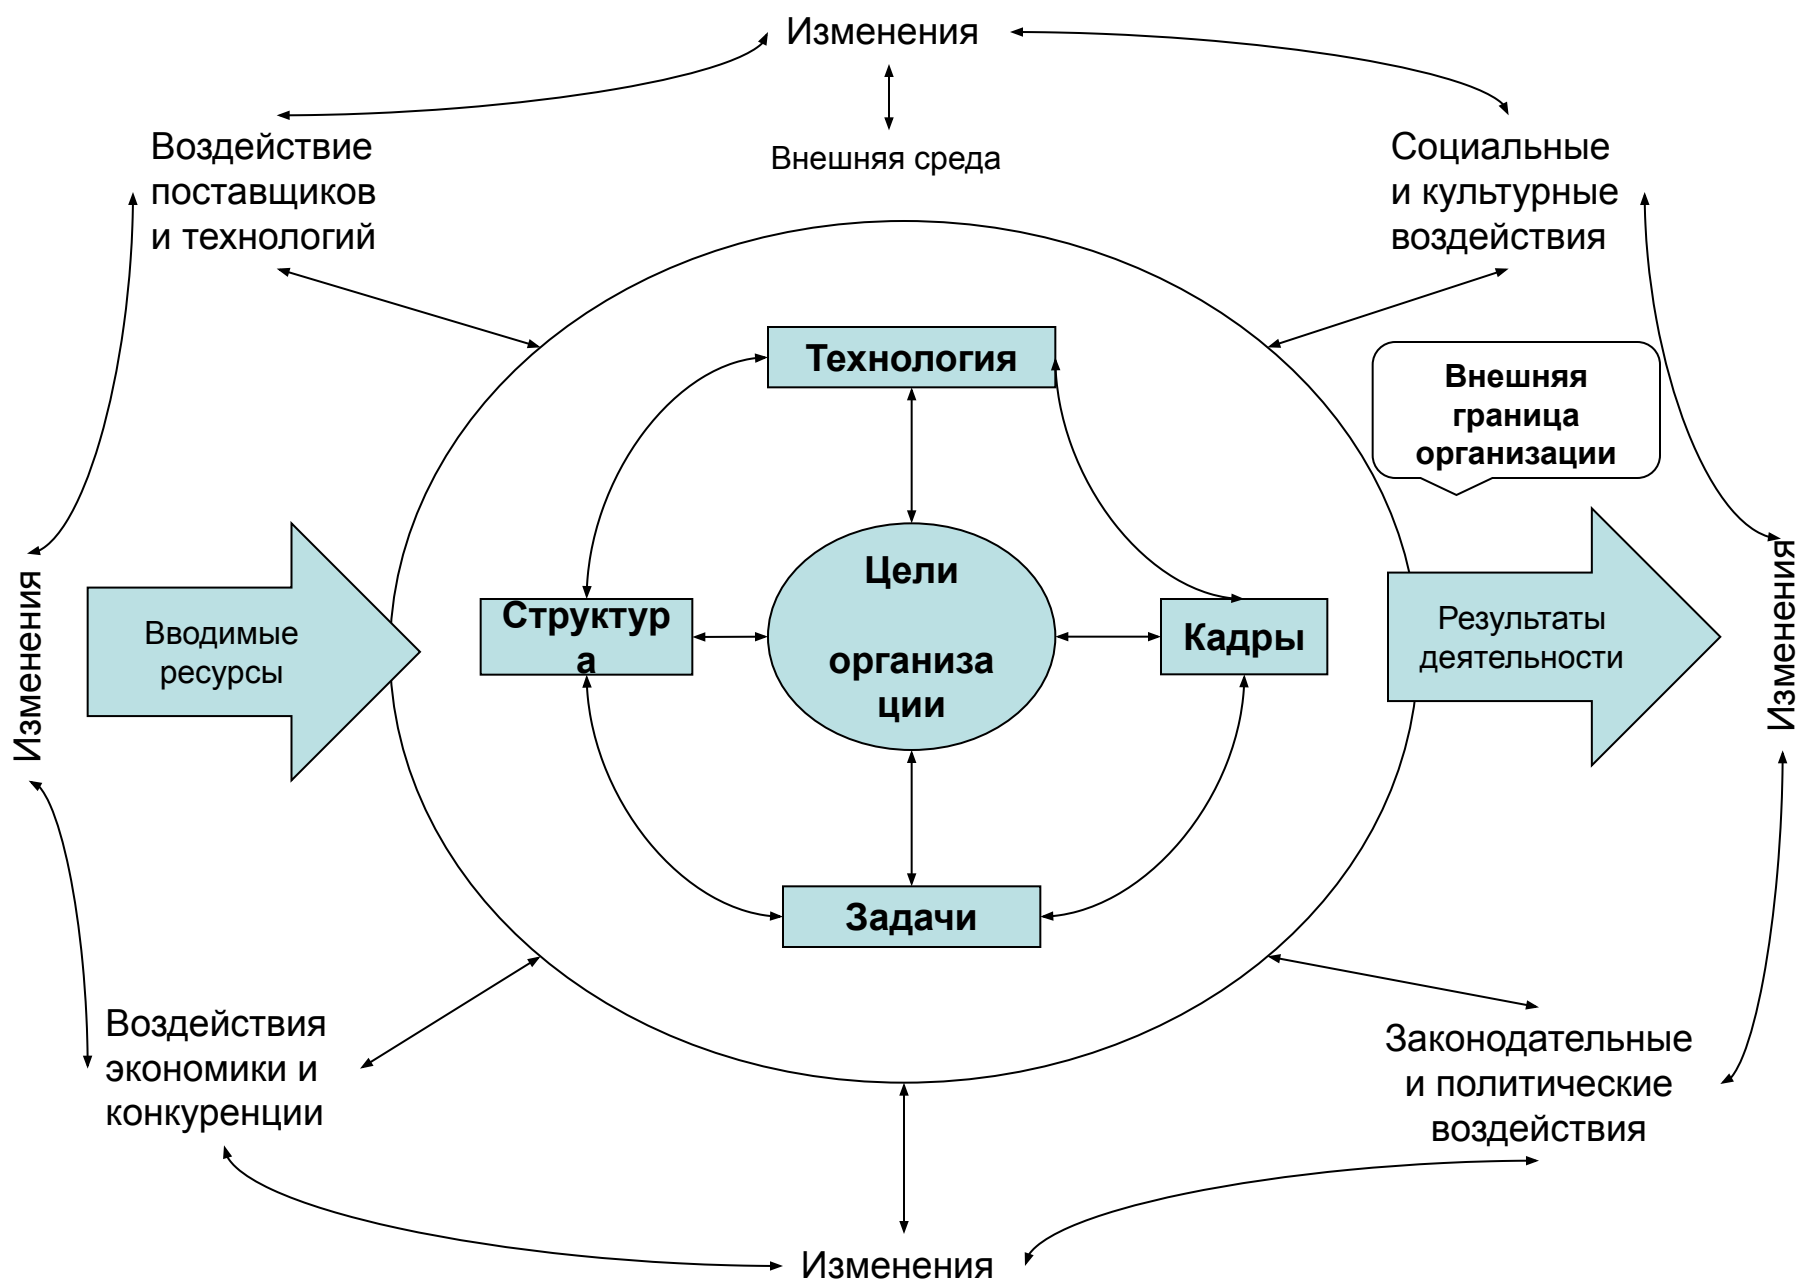 Изменения
Внешняя среда
Воздействие
поставщиков
и технологий
Социальные
и культурные
воздействия
Технология
Внешняя
граница
организации
Изменения
Вводимые
ресурсы
Структур
а
Цели
организа
ции
Кадры
Результаты
деятельности
Изменения
Задачи
Воздействия
экономики и
конкуренции
Законодательные
и политические
воздействия
Изменения